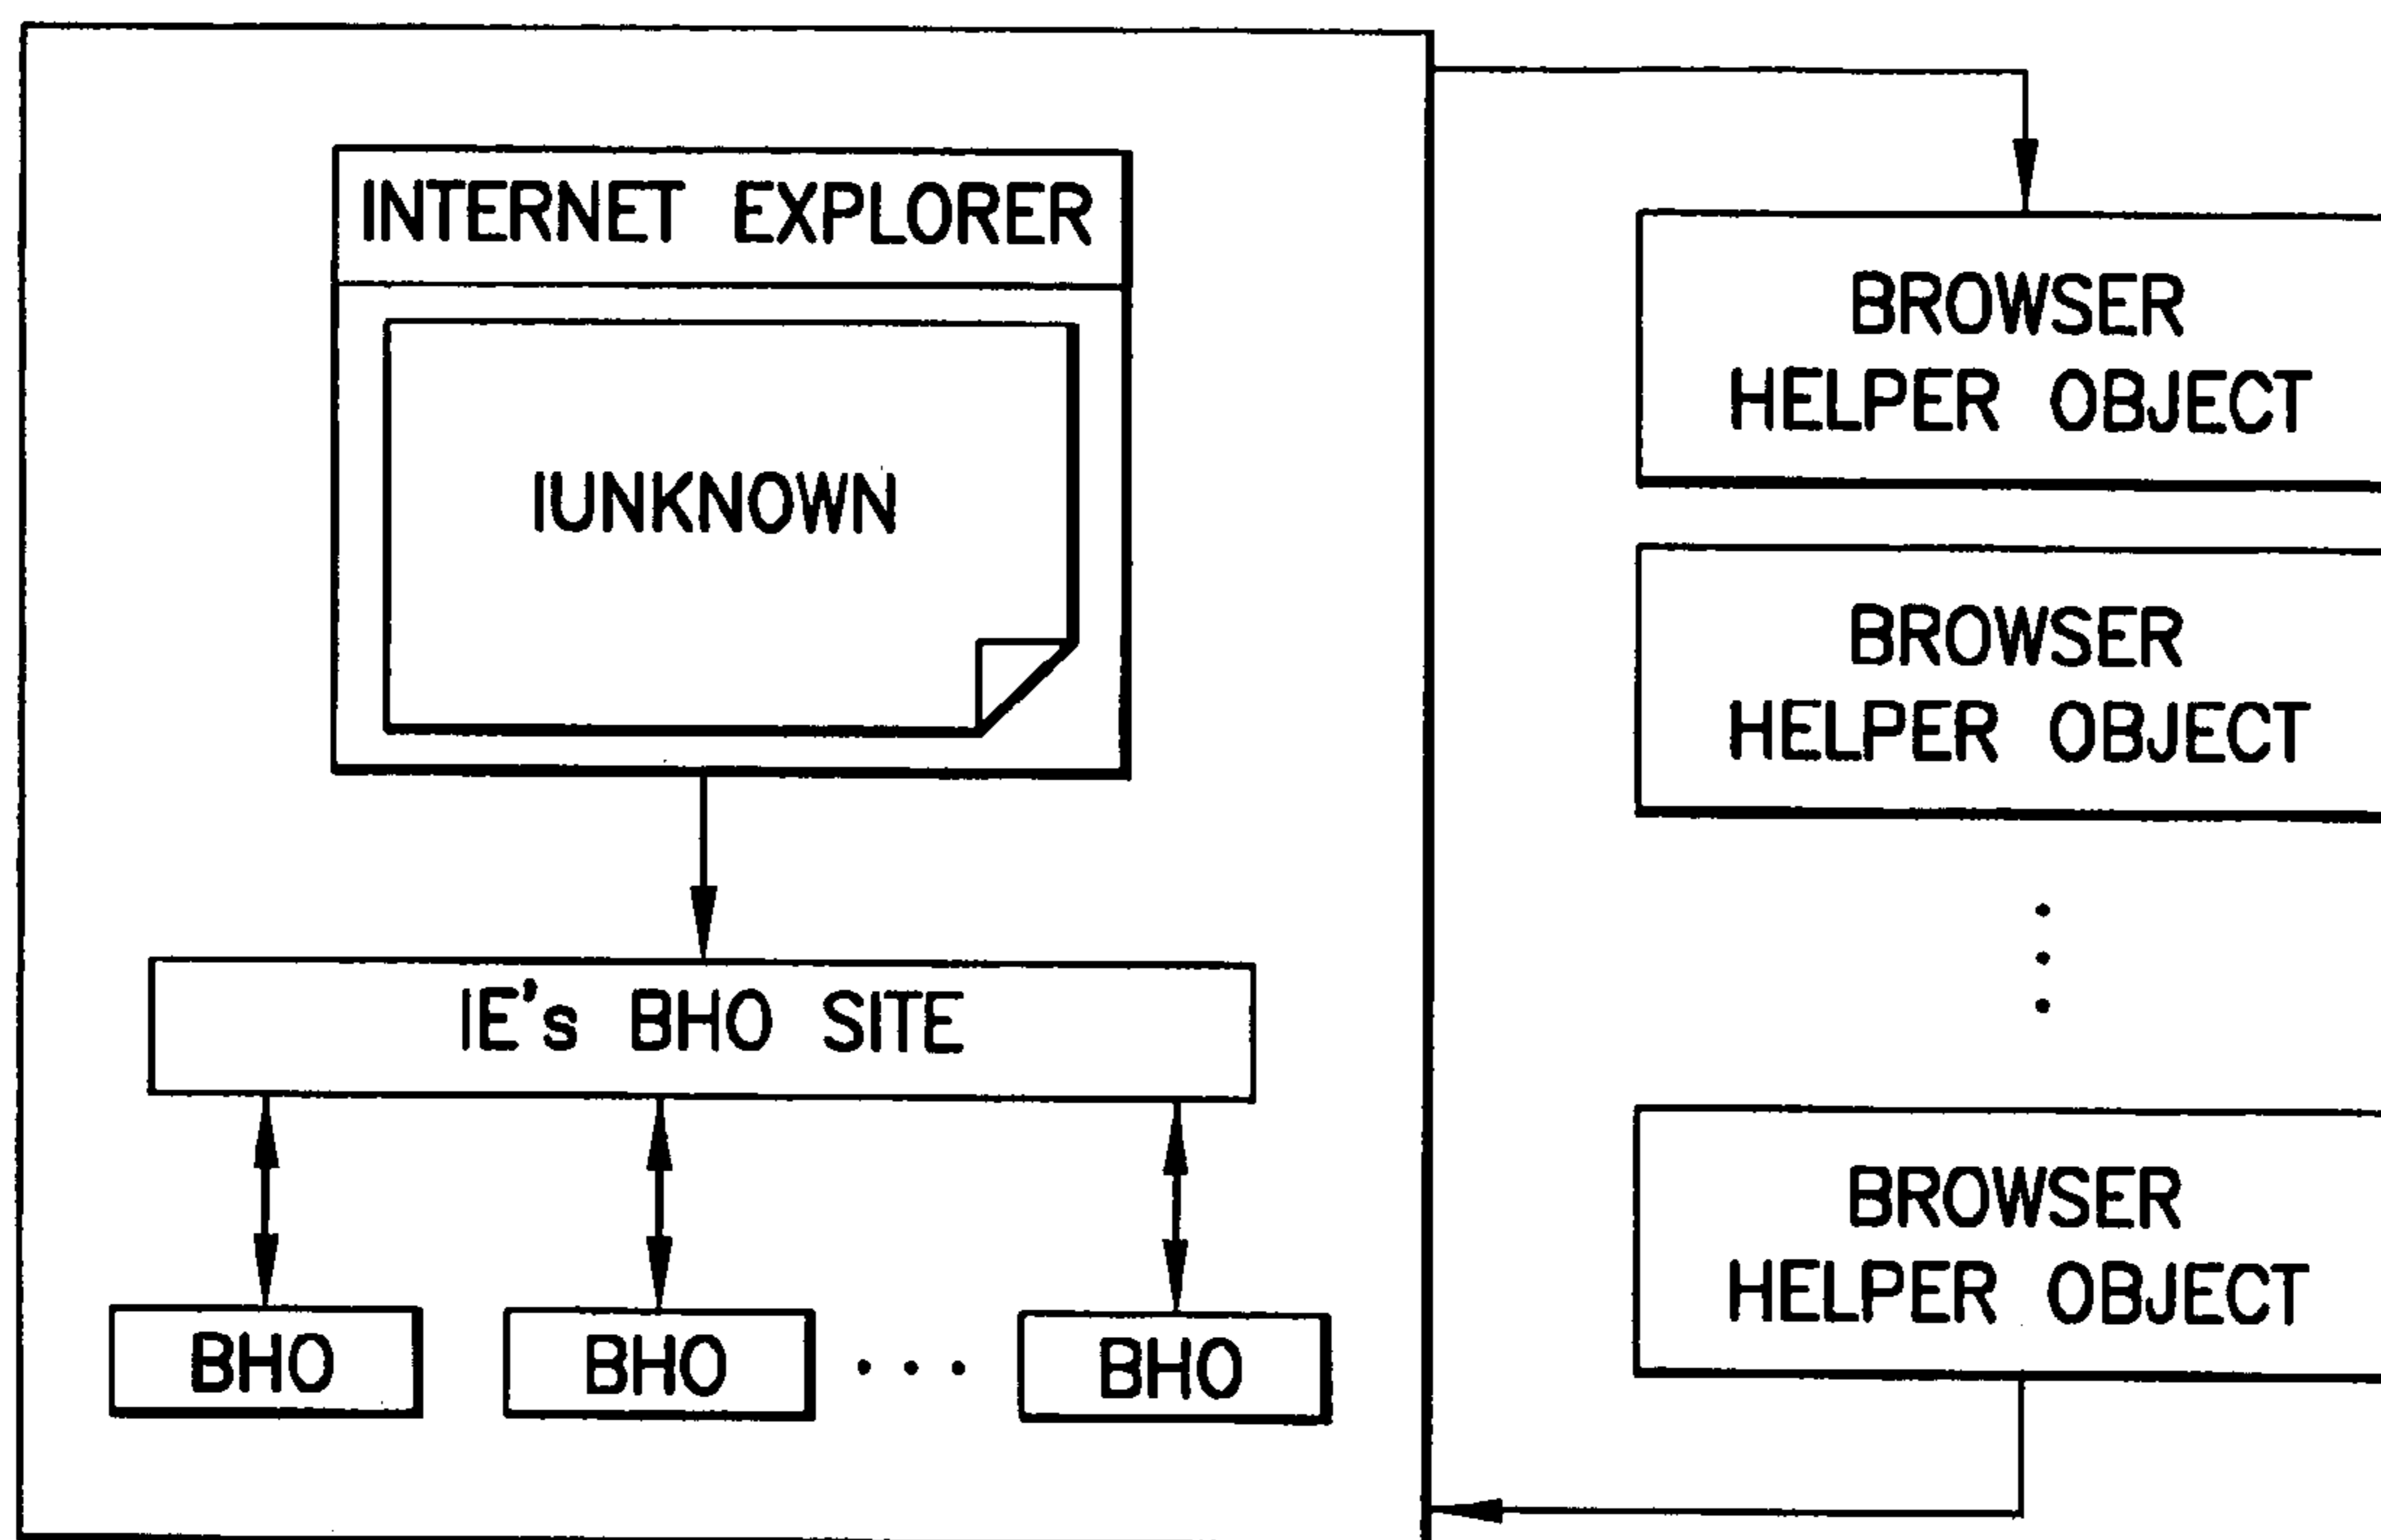 INTERNET EXPLORER
IUNKNOWN
IE's BHO SITE
BHO
BHO
BHO
BROWSER
HELPER OBJECT
BROWSER
HELPER OBJECT
BROWSER
HELPER OBJECT